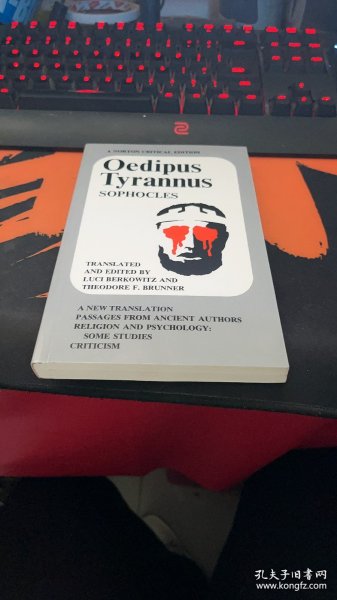 A NORTON CRITICAL EDITION
Oedipus
Tyrannus
SOPHOCLES
TRANSLATED
AND EDITED BY
LUCI BERKOWITZ AND
THEODORE F. BRUNNER
A NEW TRANSLATION
PASSAGES FROM ANCIENT AUTHORS
RELIGION AND PSYCHOLOGY:
SOME STUDIES
CRITICISM
孔夫子旧书网
www.kongfz.com